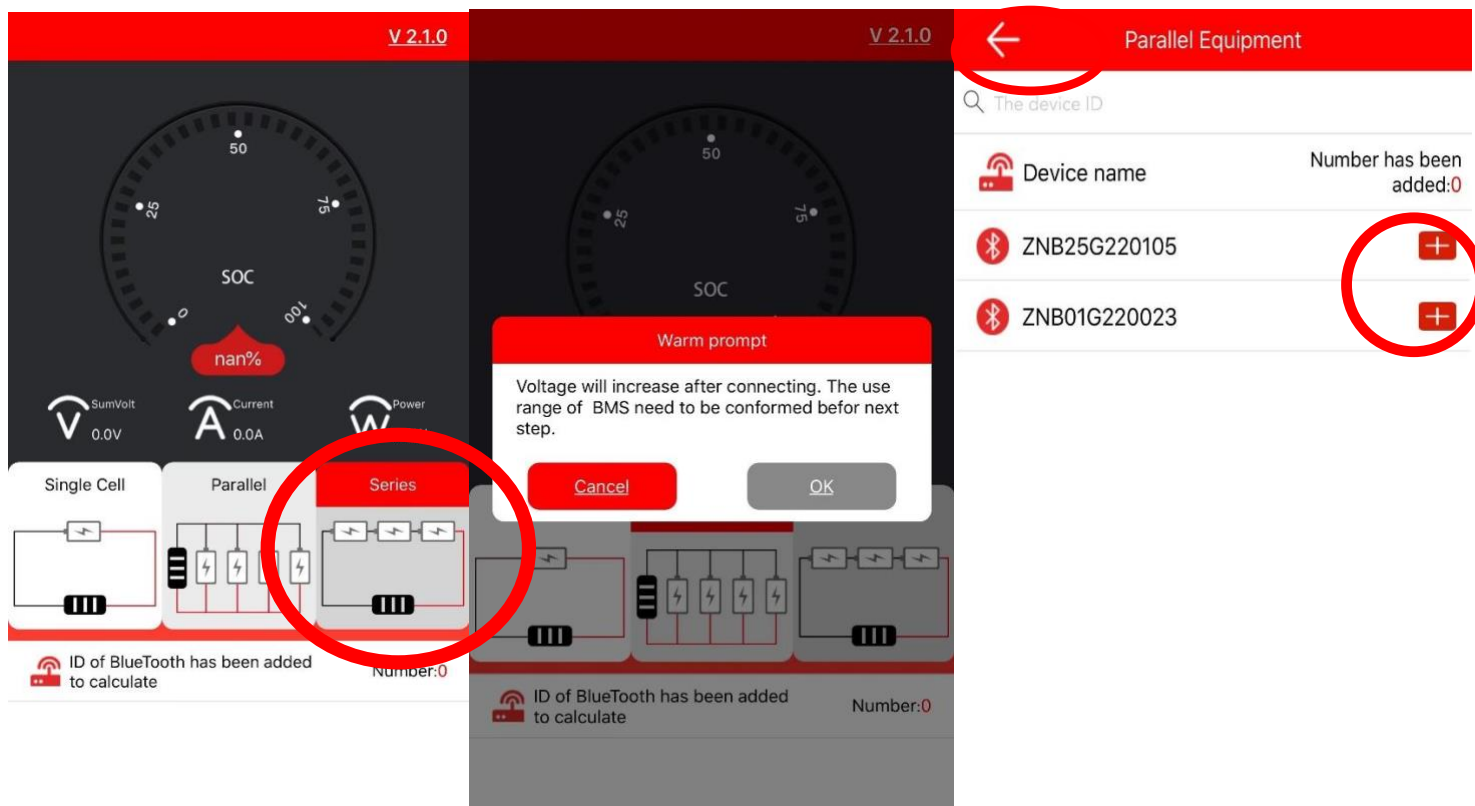 V 2.1.0
50
25
75
SOC
0
100
nan%
SumVolt
V 0.0V
Current
A 0.0A
Power
W
Single Cell
Parallel
Series
ID of BlueTooth has been added
to calculate
Number:0
V 2.1.0
50
25
75
SOC
Warm prompt
Voltage will increase after connecting. The use
range of BMS need to be conformed befor next
step.
Cancel
OK
ID of BlueTooth has been added
to calculate
Number:0
Parallel Equipment
The device ID
Device name
Number has been
added:0
ZNB25G220105
ZNB01G220023